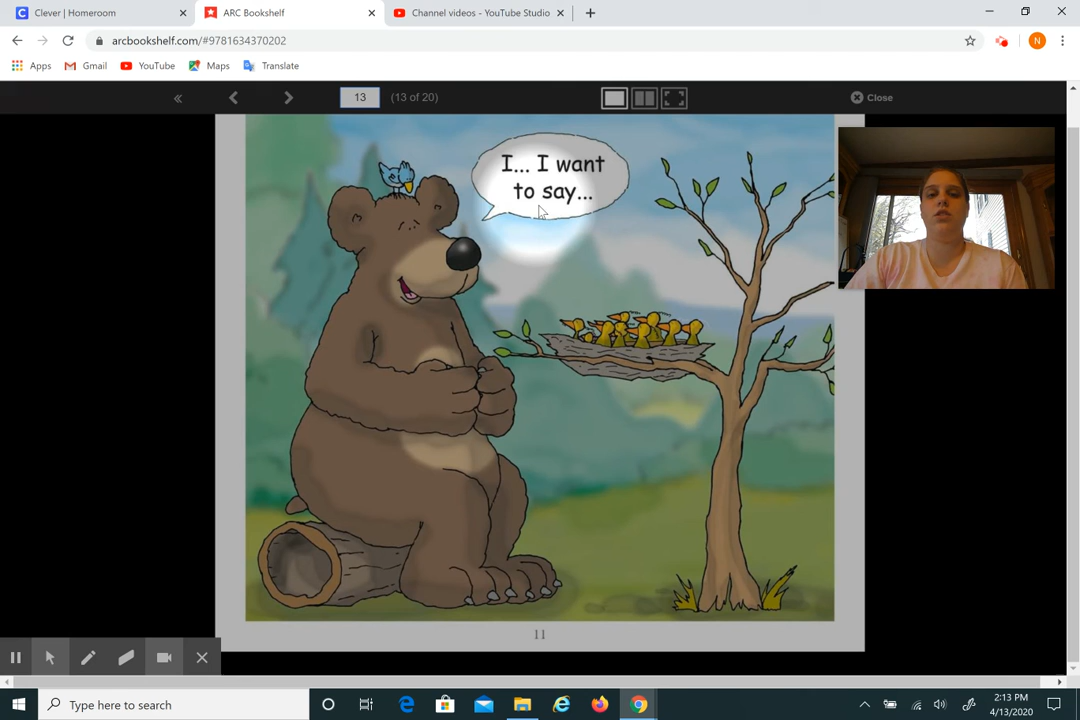 Clever | Homeroom
ARC Bookshelf
Channel videos - YouTube Studio
arcbookshelf.com/#9781634370202
N
Apps
Gmail
YouTube
Maps
Translate
13
(13 of 20)
Close
I... I want
to say...
11
Type here to search
2:13 PM
4/13/2020